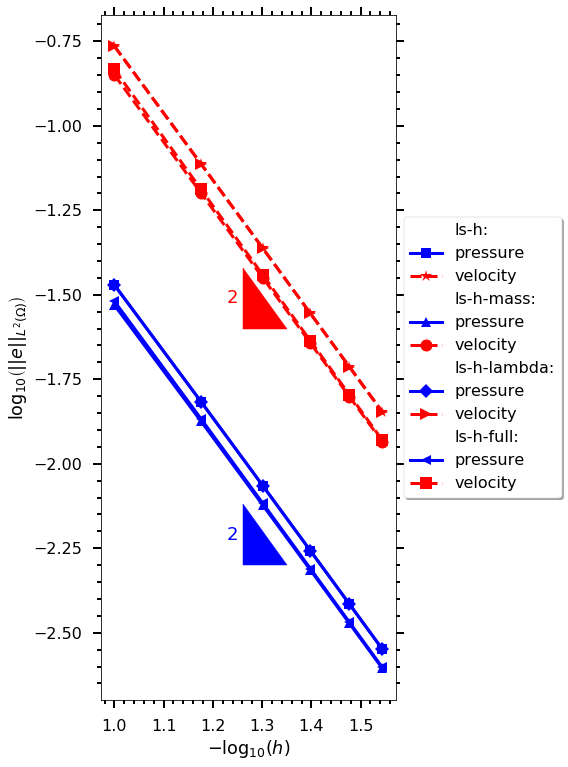 −0.75
−1.00
−1.25
−1.50
−1.75
−2.00
−2.25
−2.50
log₁₀(||e||_{L²(Ω)})
2
2
1.0 1.1 1.2 1.3 1.4 1.5
−log₁₀(h)
ls-h:
pressure
velocity
ls-h-mass:
pressure
velocity
ls-h-lambda:
pressure
velocity
ls-h-full:
pressure
velocity